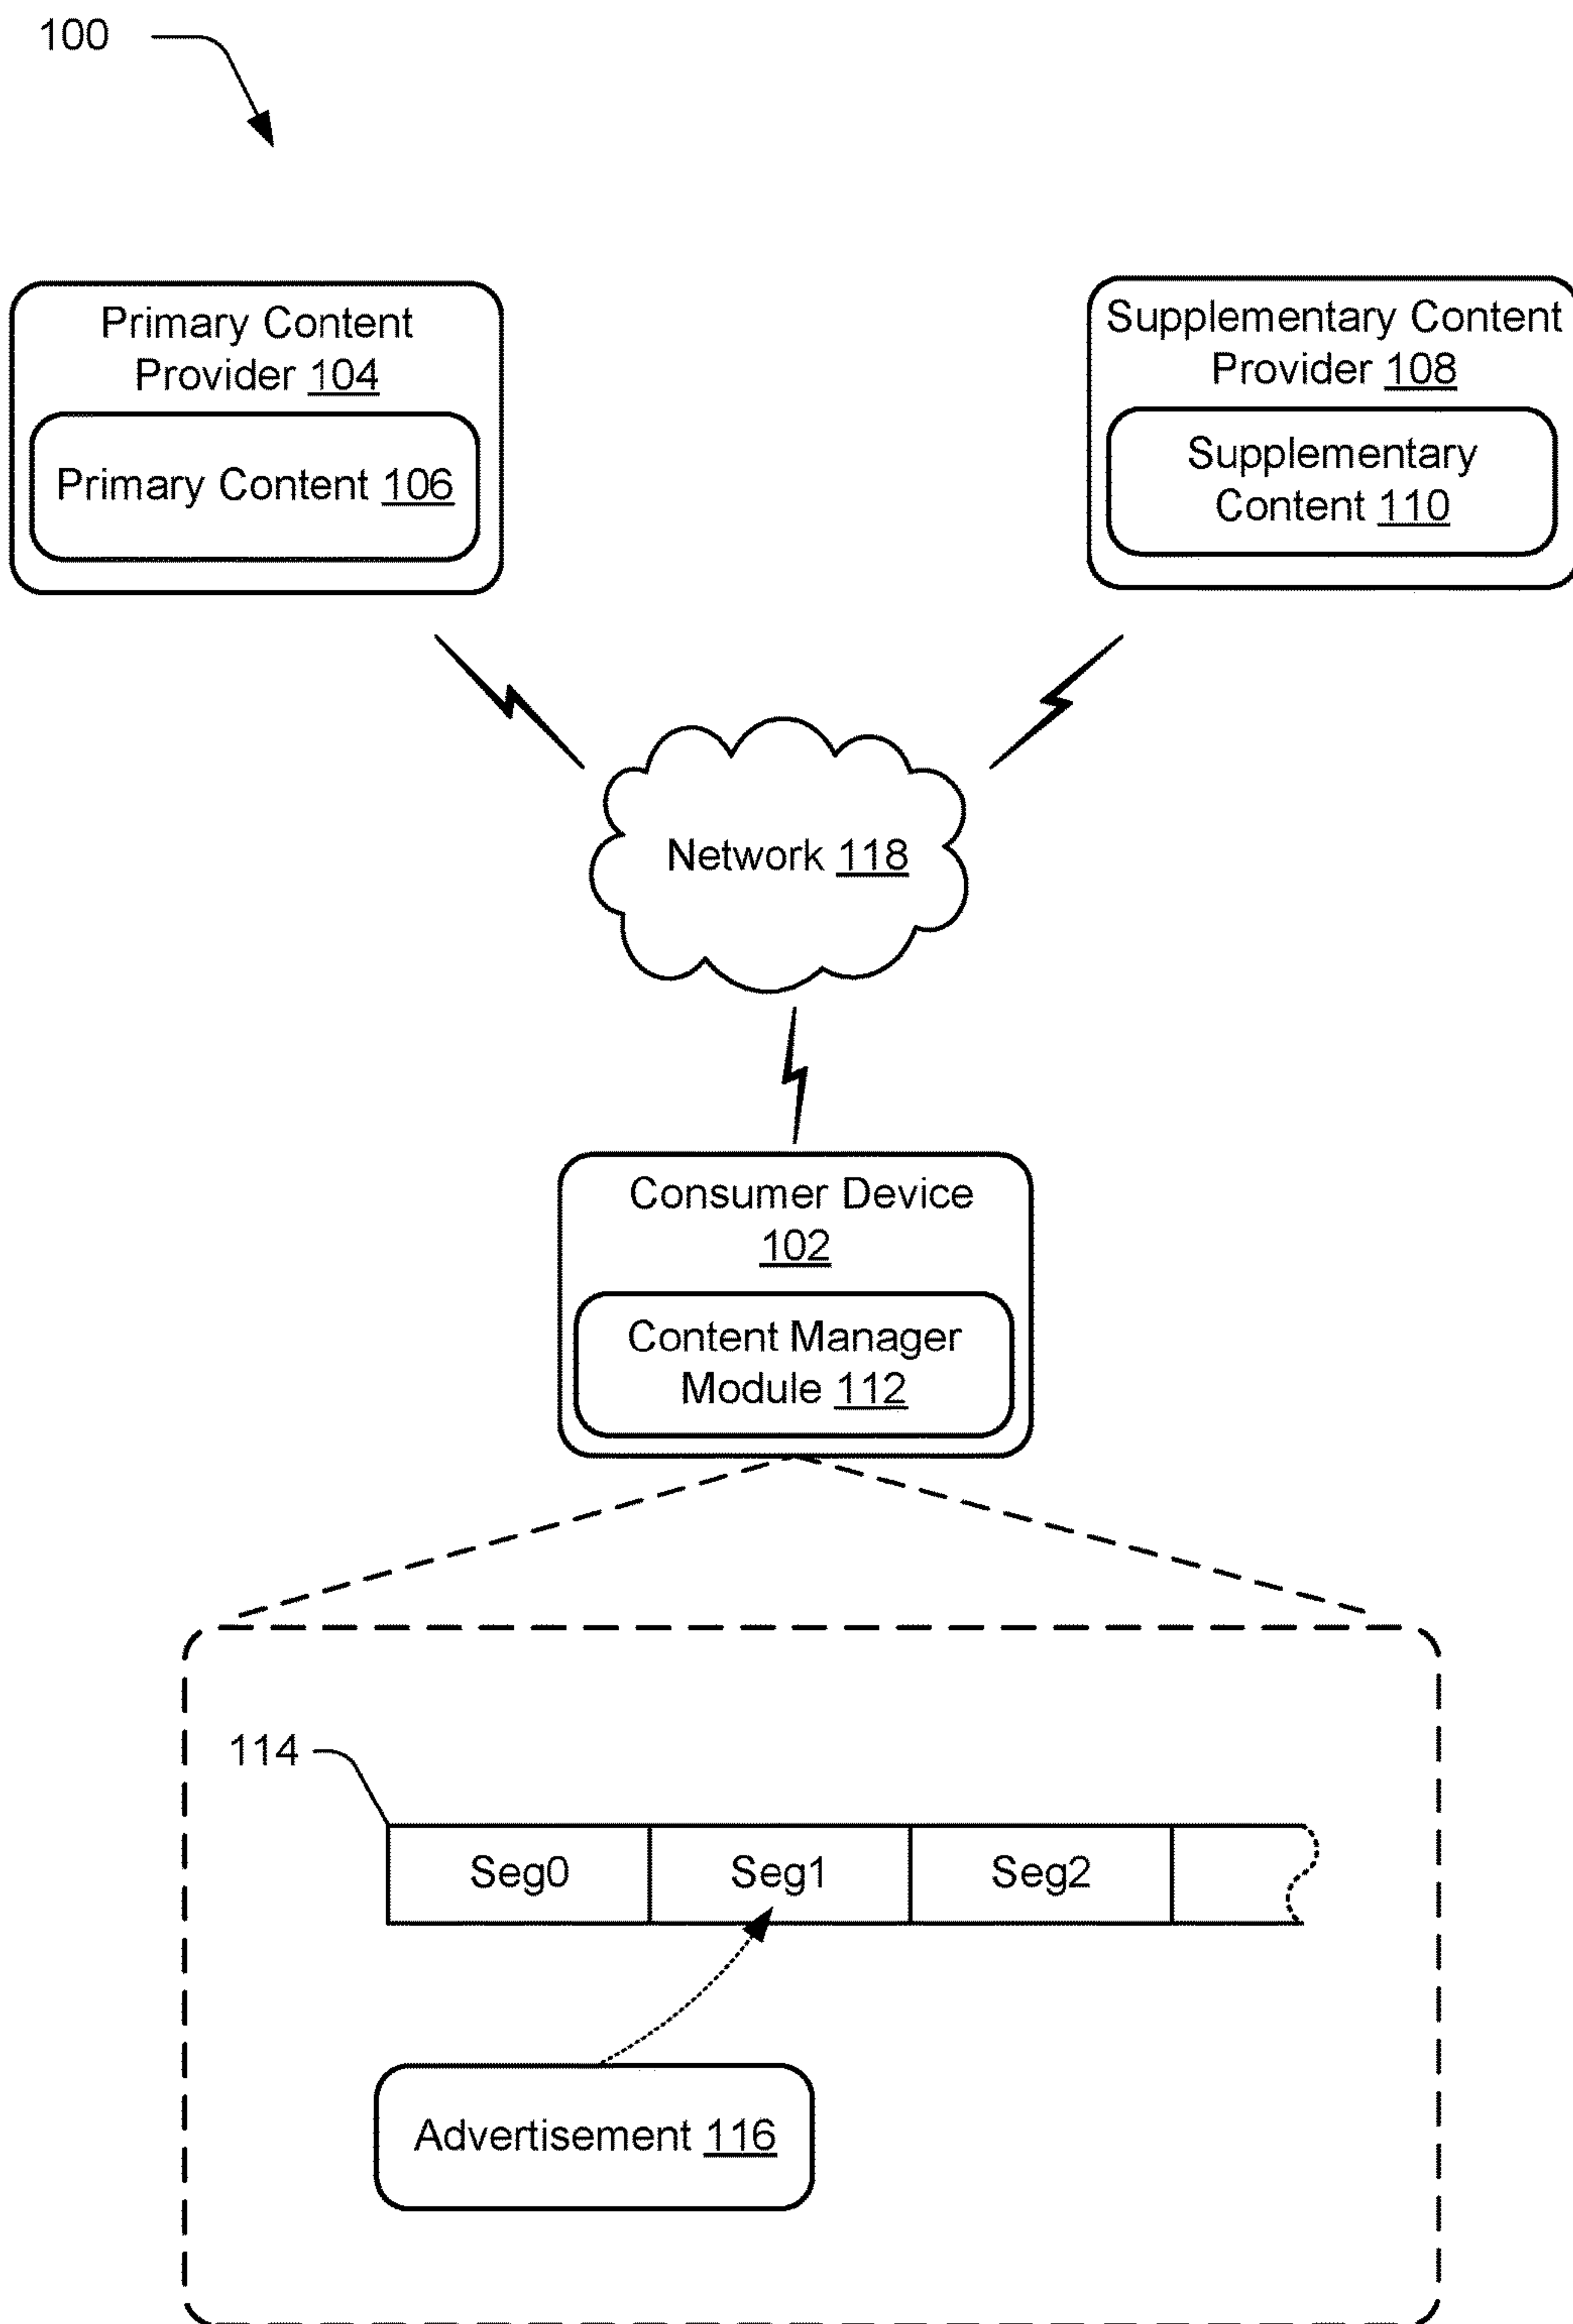 100
Primary Content
Provider 104
Primary Content 106
Supplementary Content
Provider 108
Supplementary
Content 110
Network 118
Consumer Device
102
Content Manager
Module 112
114
Seg0
Seg1
Seg2
Advertisement 116